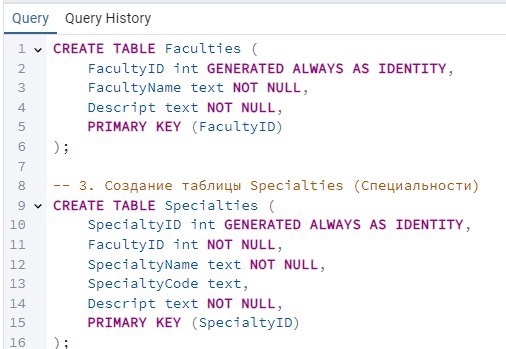 Query Query History
1 CREATE TABLE Faculties (
2 FacultyID int GENERATED ALWAYS AS IDENTITY,
3 FacultyName text NOT NULL,
4 Descript text NOT NULL,
5 PRIMARY KEY (FacultyID)
6 );
7
8 -- 3. Создание таблицы Specialties (Специальности)
9 CREATE TABLE Specialties (
10 SpecialtyID int GENERATED ALWAYS AS IDENTITY,
11 FacultyID int NOT NULL,
12 SpecialtyName text NOT NULL,
13 SpecialtyCode text,
14 Descript text NOT NULL,
15 PRIMARY KEY (SpecialtyID)
16 );